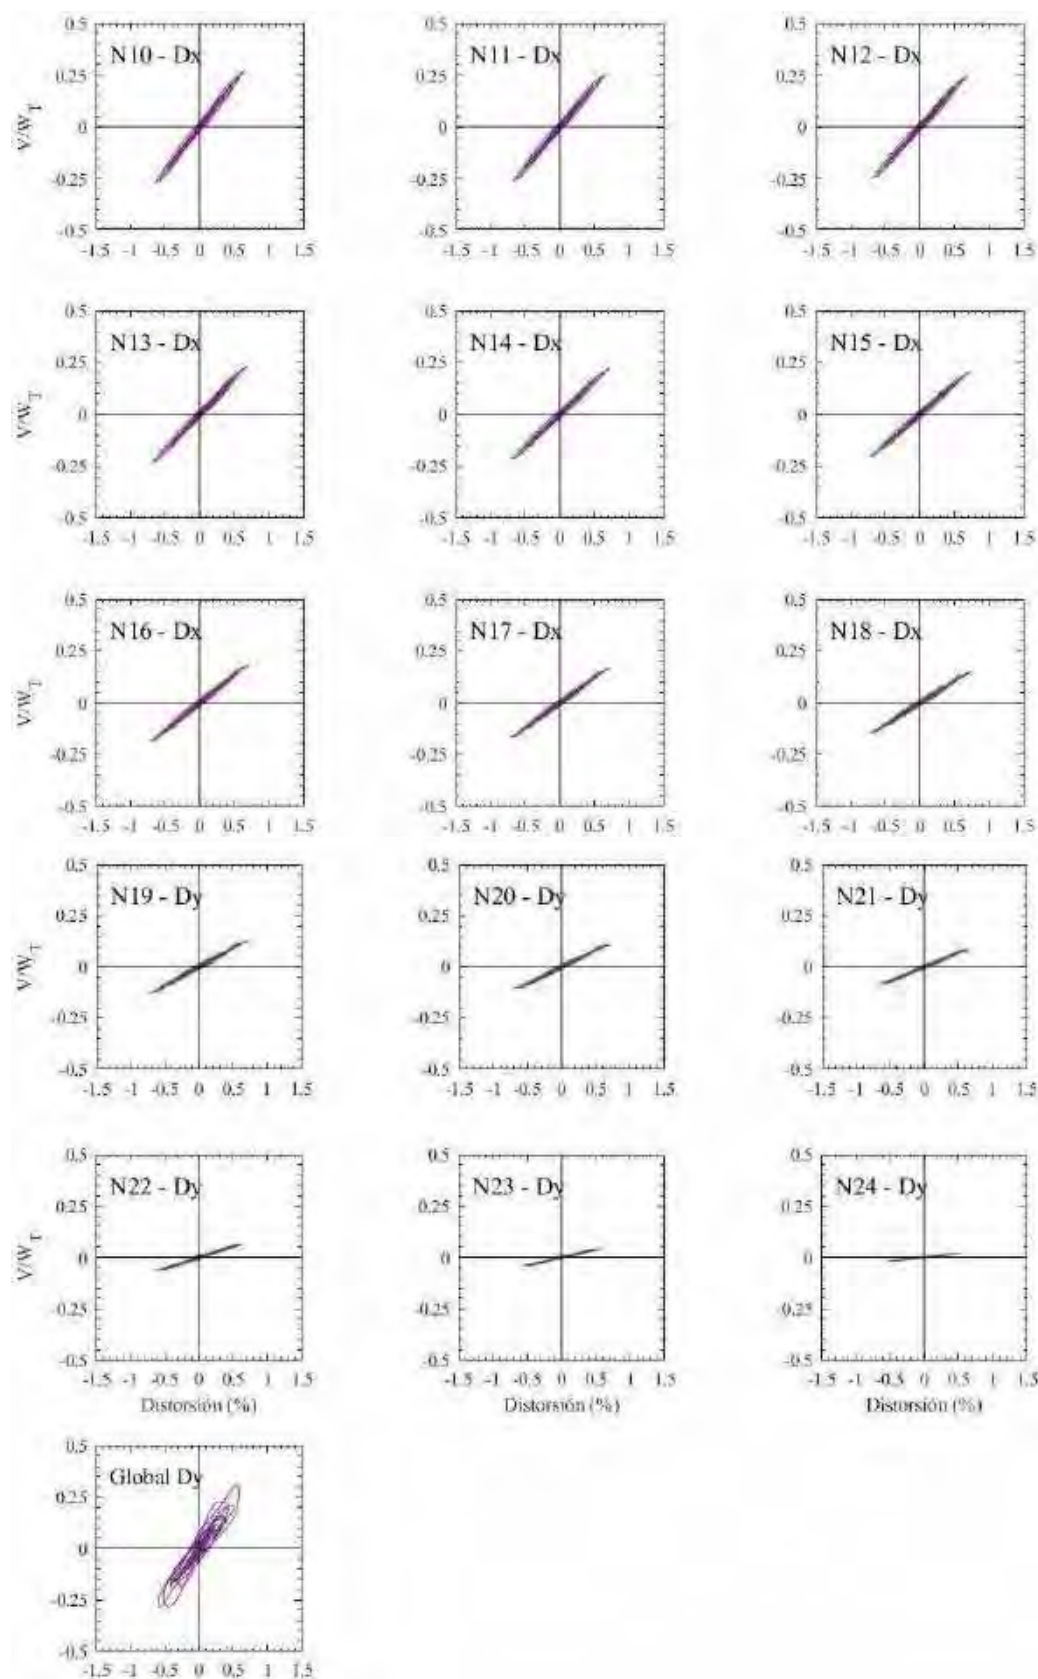 0.5 0.5 0.5
N10 - Dx N11 - Dx N12 - Dx
0.25 0.25 0.25
V/W_T 0 0 0
-0.25 -0.25 -0.25
-0.5 -0.5 -0.5
-1.5 -1 -0.5 0 0.5 1 1.5 -1.5 -1 -0.5 0 0.5 1 1.5 -1.5 -1 -0.5 0 0.5 1 1.5
0.5 0.5 0.5
N13 - Dx N14 - Dx N15 - Dx
0.25 0.25 0.25
V/W_T 0 0 0
-0.25 -0.25 -0.25
-0.5 -0.5 -0.5
-1.5 -1 -0.5 0 0.5 1 1.5 -1.5 -1 -0.5 0 0.5 1 1.5 -1.5 -1 -0.5 0 0.5 1 1.5
0.5 0.5 0.5
N16 - Dx N17 - Dx N18 - Dx
0.25 0.25 0.25
V/W_T 0 0 0
-0.25 -0.25 -0.25
-0.5 -0.5 -0.5
-1.5 -1 -0.5 0 0.5 1 1.5 -1.5 -1 -0.5 0 0.5 1 1.5 -1.5 -1 -0.5 0 0.5 1 1.5
0.5 0.5 0.5
N19 - Dy N20 - Dy N21 - Dy
0.25 0.25 0.25
V/W_T 0 0 0
-0.25 -0.25 -0.25
-0.5 -0.5 -0.5
-1.5 -1 -0.5 0 0.5 1 1.5 -1.5 -1 -0.5 0 0.5 1 1.5 -1.5 -1 -0.5 0 0.5 1 1.5
0.5 0.5 0.5
N22 - Dy N23 - Dy N24 - Dy
0.25 0.25 0.25
V/W_T 0 0 0
-0.25 -0.25 -0.25
-0.5 -0.5 -0.5
-1.5 -1 -0.5 0 0.5 1 1.5 -1.5 -1 -0.5 0 0.5 1 1.5 -1.5 -1 -0.5 0 0.5 1 1.5
Distorsión (%) Distorsión (%) Distorsión (%)
0.5
Global Dy
0.25
0
-0.25
-0.5
-1.5 -1 -0.5 0 0.5 1 1.5